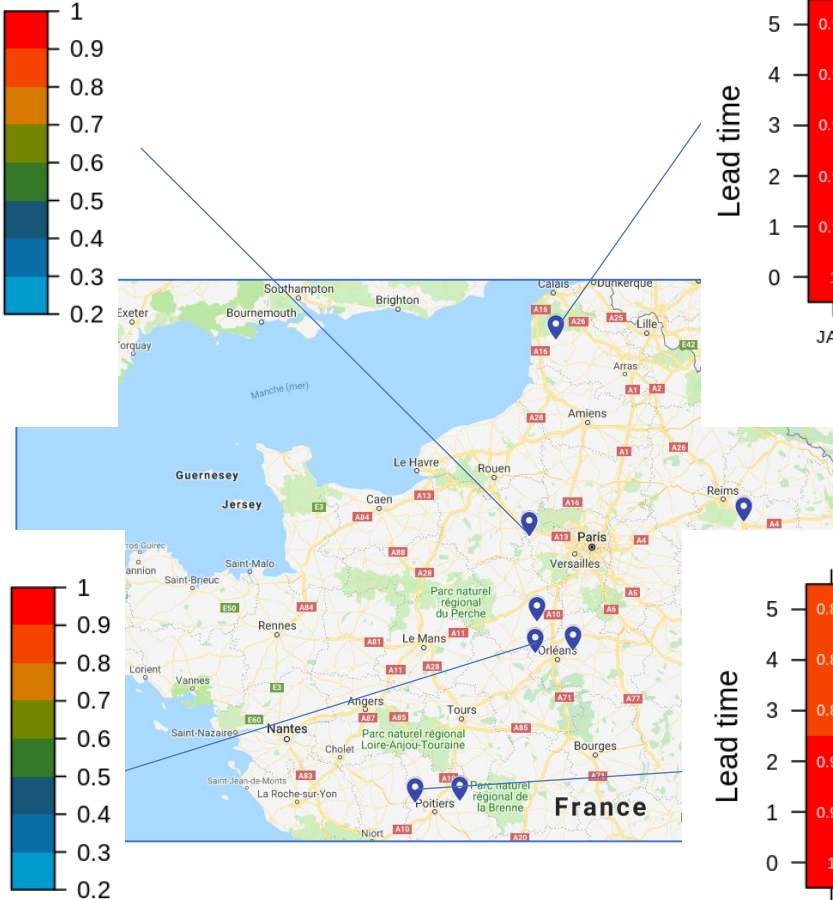 1
0.9
0.8
0.7
0.6
0.5
0.4
0.3
0.2
Lead time
5
4
3
2
1
0
Southampton
Calais
Dunkerque
Exeter
Bournemouth
Brighton
A16
A26
A25
Lille
Torquay
A16
E42
Arras
Manche (mer)
A1
A2
A28
Amiens
A1
A26
Le Havre
Rouen
Reims
Guernesey
Jersey
E3
Caen
A13
A16
A84
A13
Paris
A4
A4
Versailles
A88
Saint-Malo
A28
Saint-Brieuc
Parc naturel
régional
du Perche
A5
E50
A84
A10
A6
Rennes
A81
Le Mans
A11
Orléans
Lorient
Vannes
A11
A28
E3
Angers
A71
A77
E60
A87
A85
Tours
A85
Saint-Nazaire
Nantes
Parc naturel régional
Loire-Anjou-Touraine
Cholet
Bourges
Saint-Jean-de-Monts
A83
La Roche-sur-Yon
Parc naturel
régional de
la Brenne
Poitiers
France
Niort
A10
A20
1
0.9
0.8
0.7
0.6
0.5
0.4
0.3
0.2
Lead time
5
4
3
2
1
0